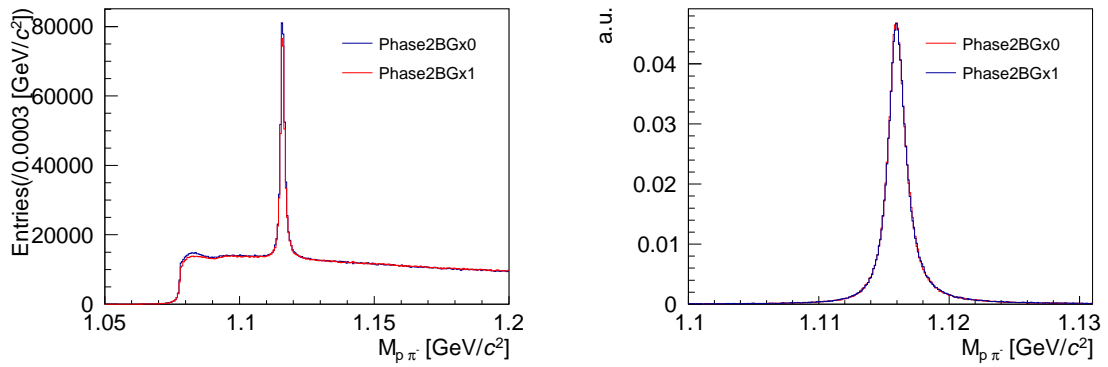 Entries(/0.0003 [GeV/c²]
80000
60000
40000
20000
0
Phase2BGx0
Phase2BGx1
1.05
1.1
1.15
1.2
M_{p π⁻} [GeV/c²]
a.u.
0.04
0.03
0.02
0.01
0
Phase2BGx0
Phase2BGx1
1.1
1.11
1.12
1.13
M_{p π⁻} [GeV/c²]